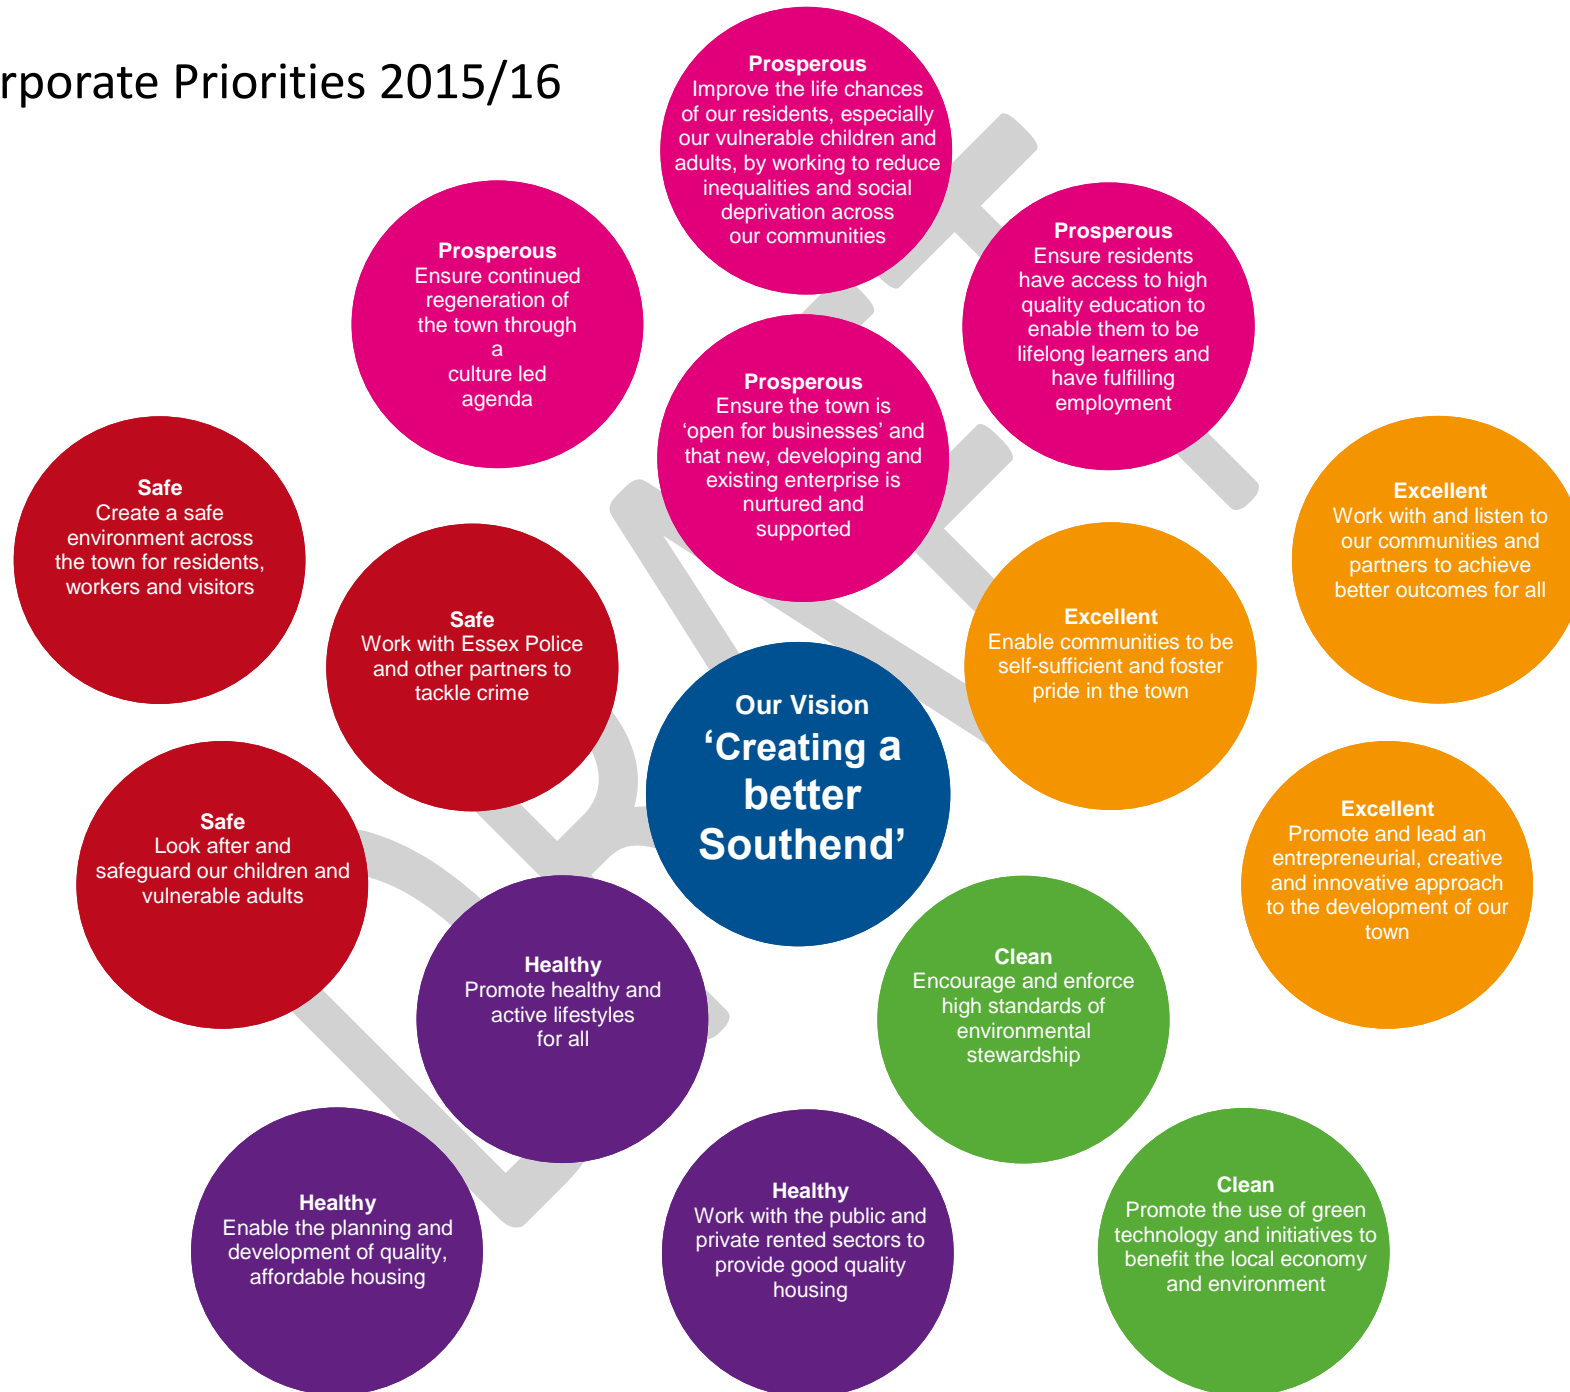 rporate Priorities 2015/16
Prosperous
Improve the life chances
of our residents, especially
our vulnerable children and
adults, by working to reduce
inequalities and social
deprivation across
our communities
Prosperous
Ensure continued
regeneration of
the town through
a
culture led
agenda
Prosperous
Ensure residents
have access to high
quality education to
enable them to be
lifelong learners and
have fulfilling
employment
Prosperous
Ensure the town is
‘open for businesses’ and
that new, developing and
existing enterprise is
nurtured and
supported
Safe
Create a safe
environment across
the town for residents,
workers and visitors
Excellent
Work with and listen to
our communities and
partners to achieve
better outcomes for all
Safe
Work with Essex Police
and other partners to
tackle crime
Excellent
Enable communities to be
self-sufficient and foster
pride in the town
Our Vision
‘Creating a
better
Southend’
Safe
Look after and
safeguard our children and
vulnerable adults
Excellent
Promote and lead an
entrepreneurial, creative
and innovative approach
to the development of our
town
Healthy
Promote healthy and
active lifestyles
for all
Clean
Encourage and enforce
high standards of
environmental
stewardship
Healthy
Enable the planning and
development of quality,
affordable housing
Healthy
Work with the public and
private rented sectors to
provide good quality
housing
Clean
Promote the use of green
technology and initiatives to
benefit the local economy
and environment